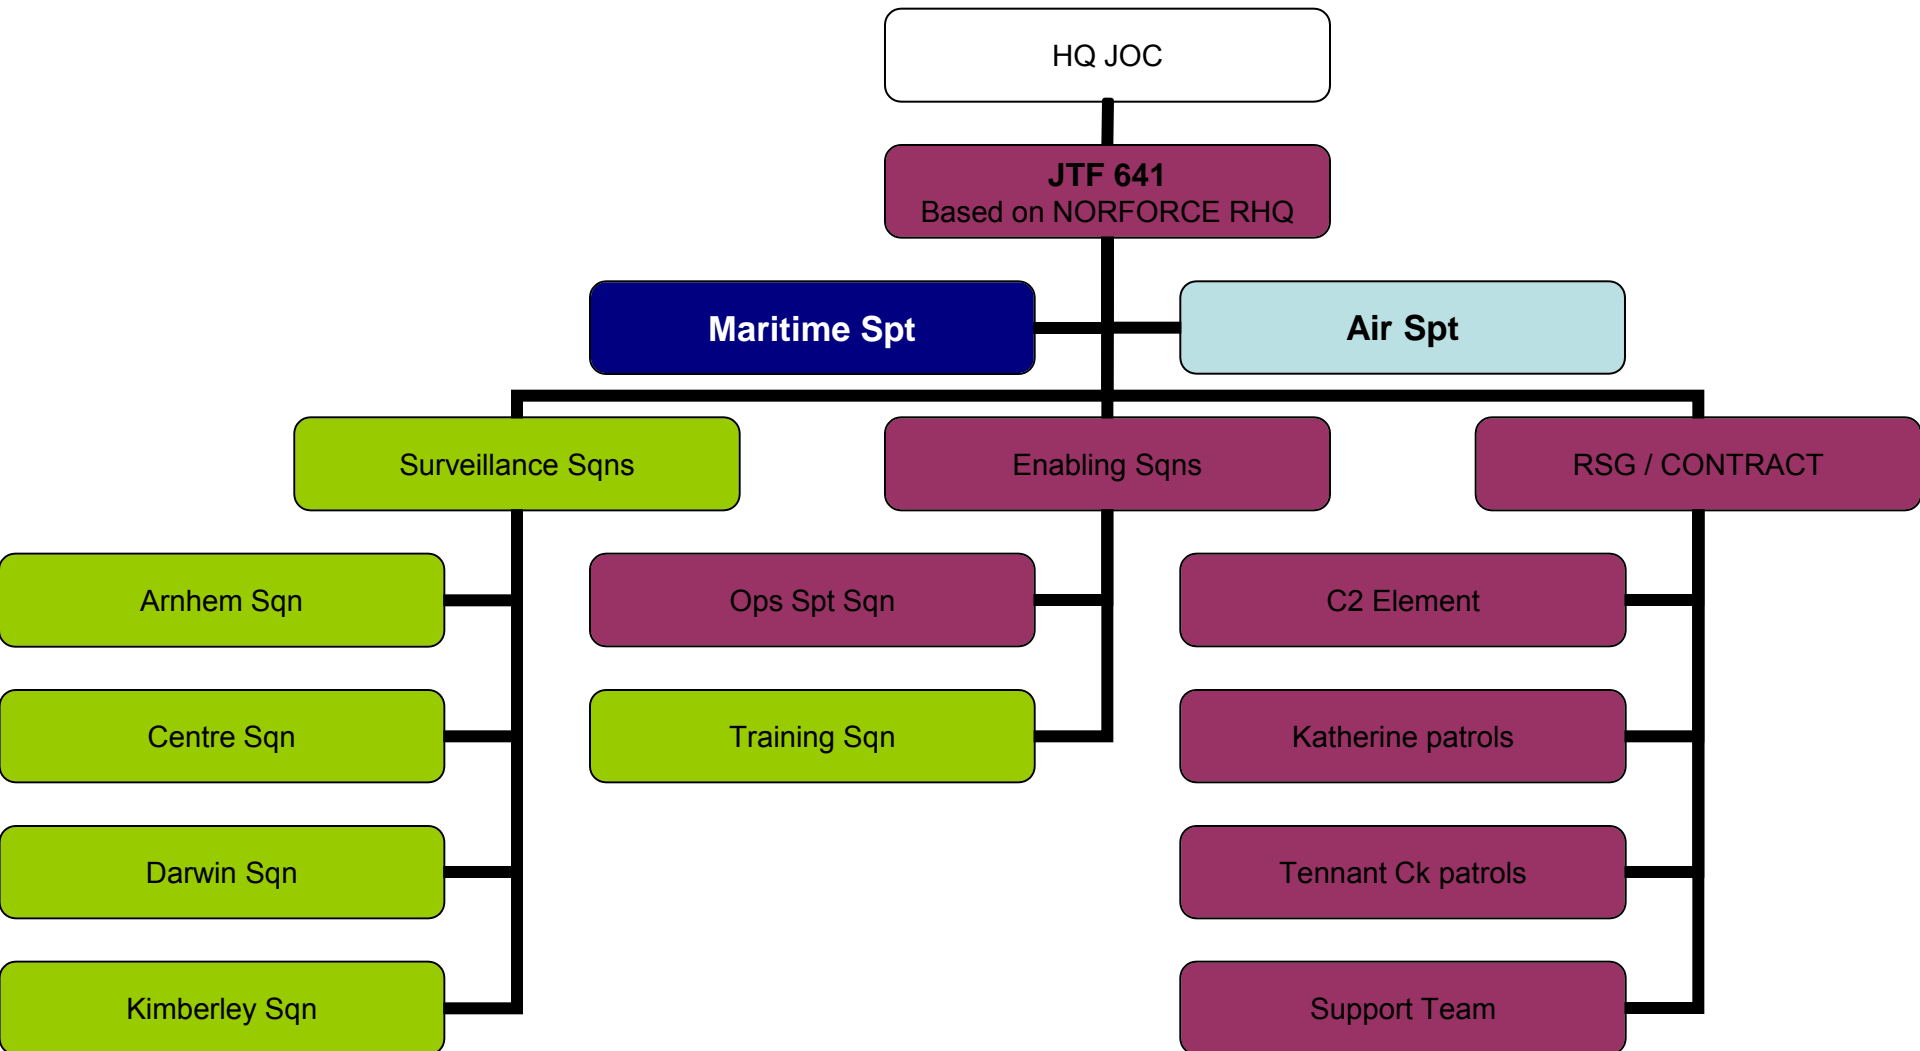 HQ JOC
JTF 641
Based on NORFORCE RHQ
Maritime Spt
Air Spt
Surveillance Sqns
Enabling Sqns
RSG / CONTRACT
Arnhem Sqn
Ops Spt Sqn
C2 Element
Centre Sqn
Training Sqn
Katherine patrols
Darwin Sqn
Tennant Ck patrols
Kimberley Sqn
Support Team